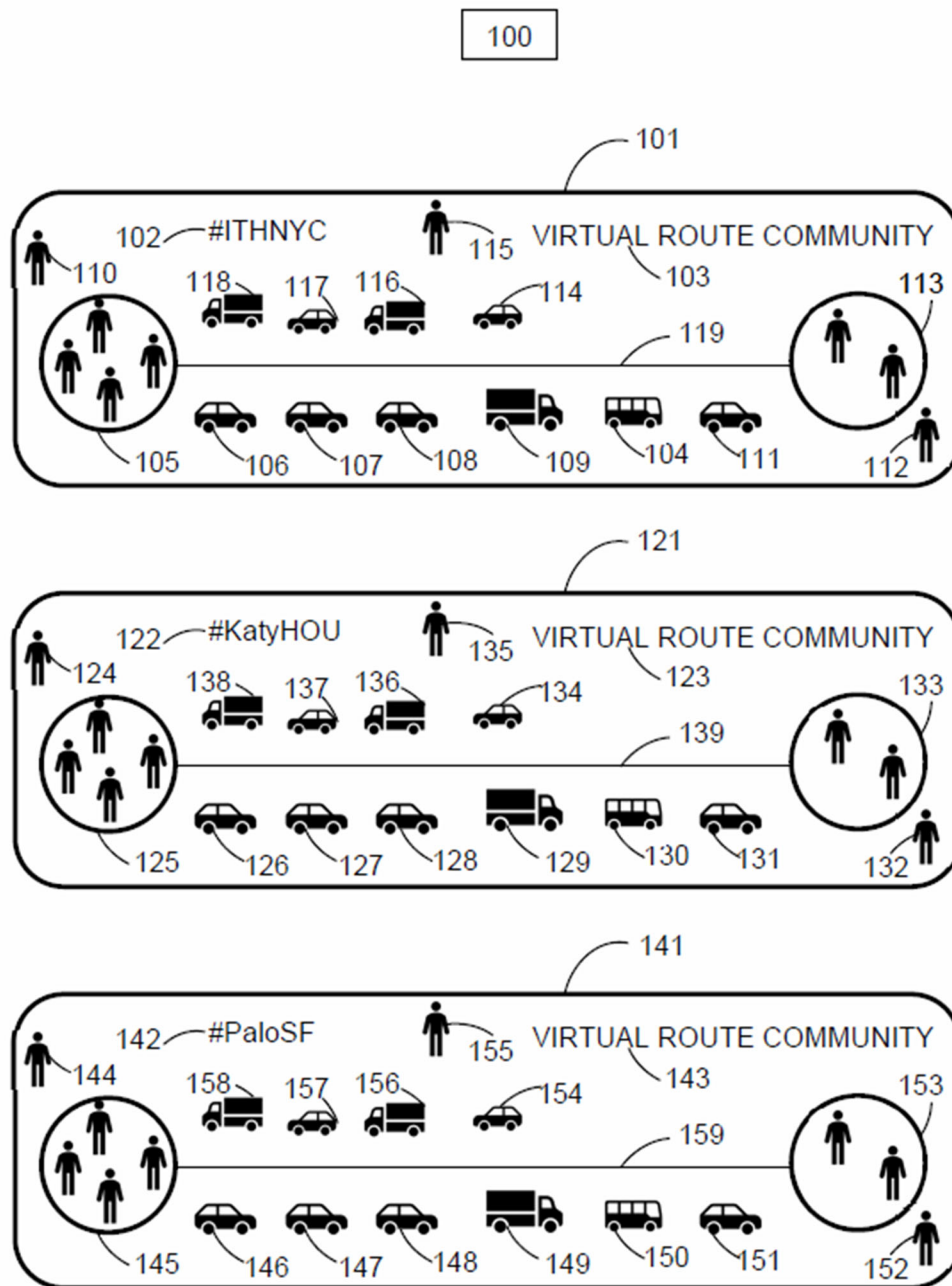 100
101
102 #ITHNYC 115 VIRTUAL ROUTE COMMUNITY
110 118 117 116 114 103 113
119
105 106 107 108 109 104 111 112
121
122 #KatyHOU 135 VIRTUAL ROUTE COMMUNITY
124 138 137 136 134 123 133
139
125 126 127 128 129 130 131 132
141
142 #PaloSF 155 VIRTUAL ROUTE COMMUNITY
144 158 157 156 154 143 153
159
145 146 147 148 149 150 151 152